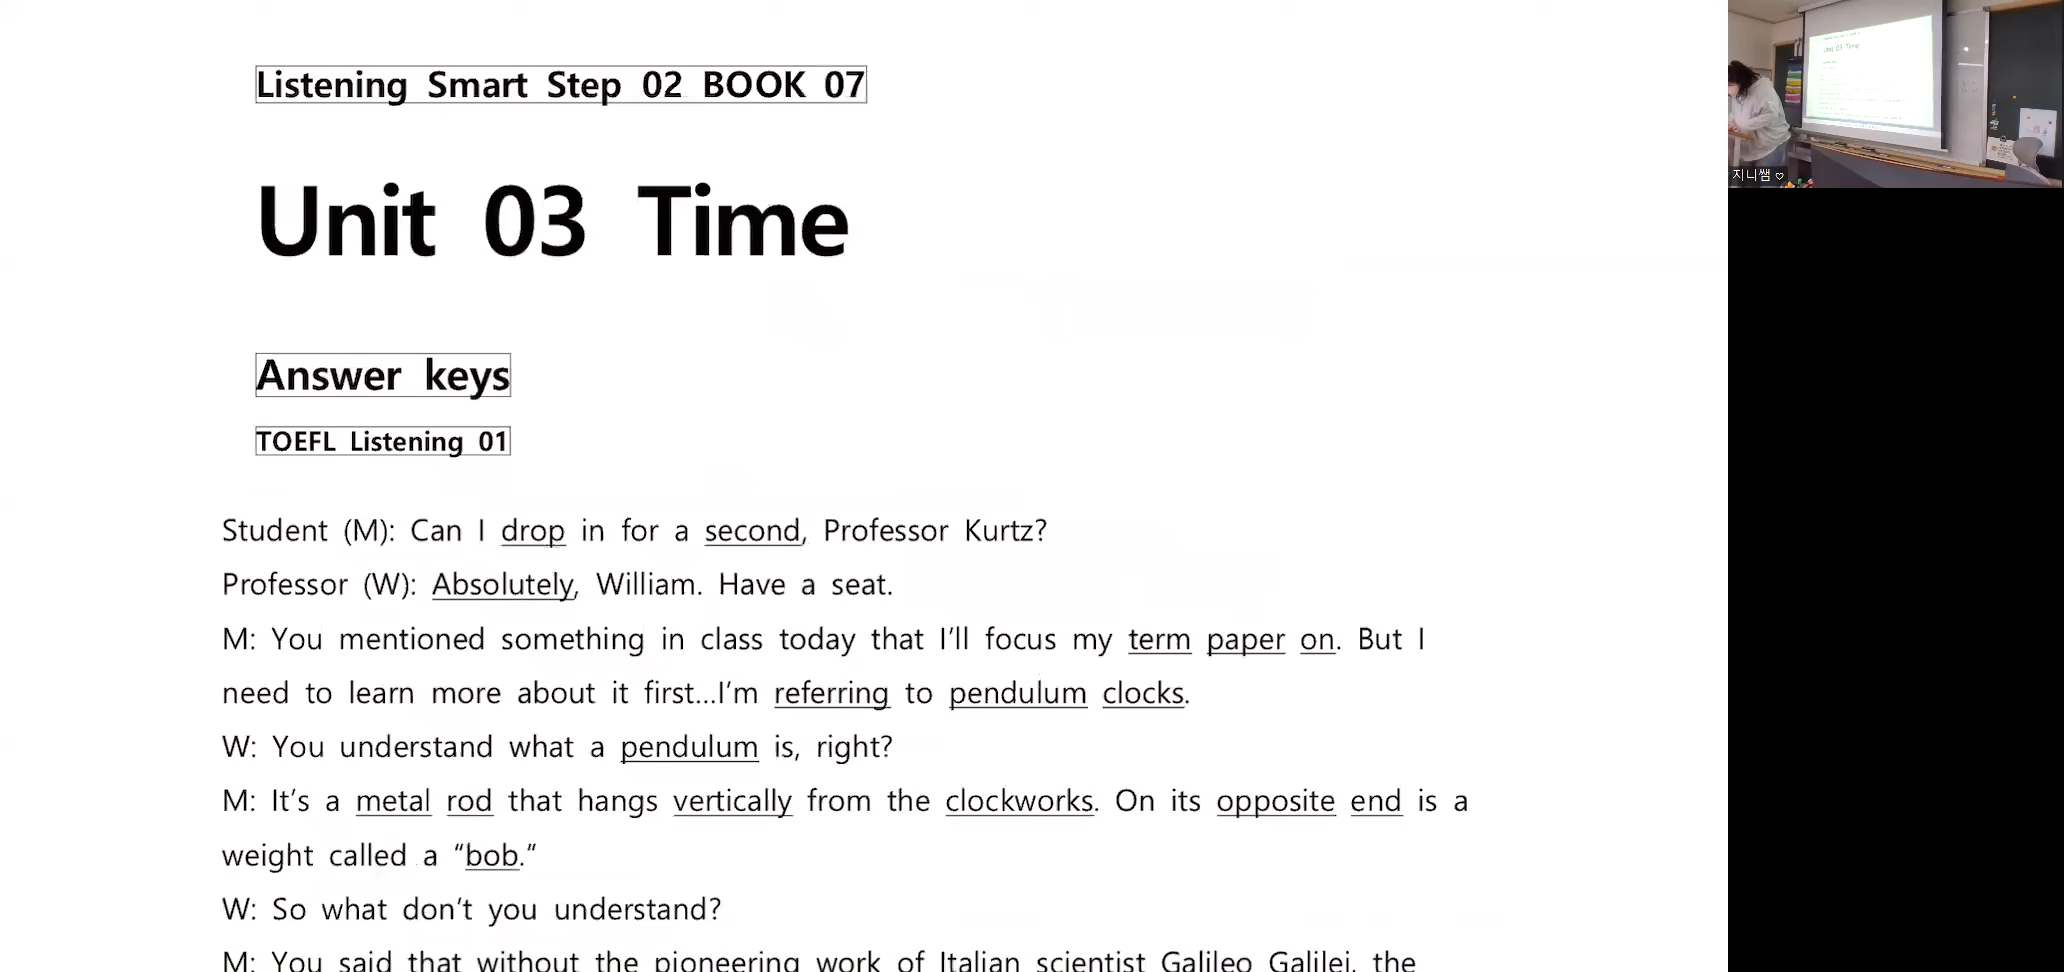 Listening Smart Step 02 BOOK 07
Unit 03 Time
Answer keys
TOEFL Listening 01
Student (M): Can I drop in for a second, Professor Kurtz?
Professor (W): Absolutely, William. Have a seat.
M: You mentioned something in class today that I'll focus my term paper on. But I
need to learn more about it first...I'm referring to pendulum clocks.
W: You understand what a pendulum is, right?
M: It's a metal rod that hangs vertically from the clockworks. On its opposite end is a
weight called a “bob.”
W: So what don't you understand?
M: You said that without the pioneering work of Italian scientist Galileo Galilei, the
Unit 03 Time
지니쌤 ♡